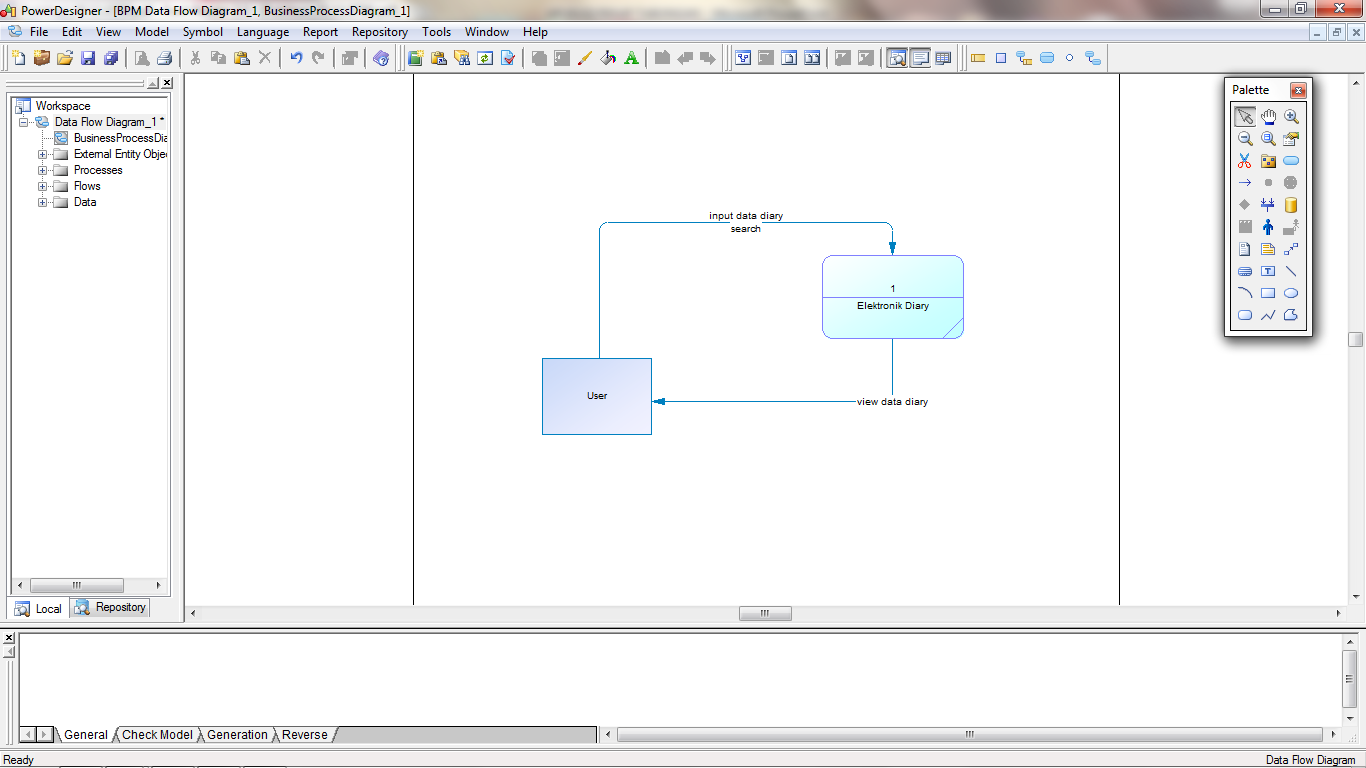 PowerDesigner - [BPM Data Flow Diagram_1, BusinessProcessDiagram_1]
File Edit View Model Symbol Language Report Repository Tools Window Help
Workspace
Data Flow Diagram_1 *
BusinessProcessDia
External Entity Obje
Processes
Flows
Data
Local Repository
input data diary
search
1
Elektronik Diary
User
view data diary
Palette
General Check Model Generation Reverse
Ready
Data Flow Diagram